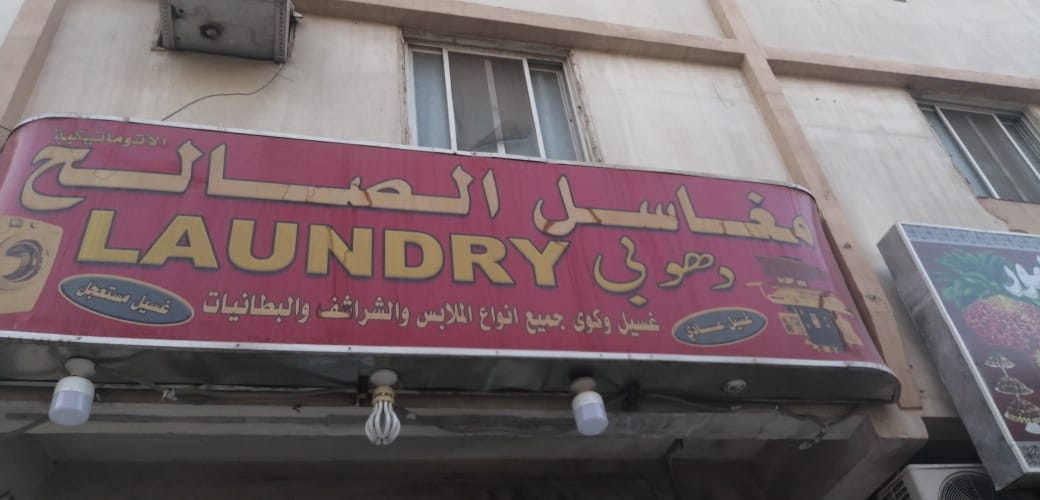 مغاسل الصالح
الاتوماتيكية
دهوبي LAUNDRY
غسيل عادي
غسيل وكوى جميع انواع الملابس والشراشف والبطانيات
غسيل مستعجل